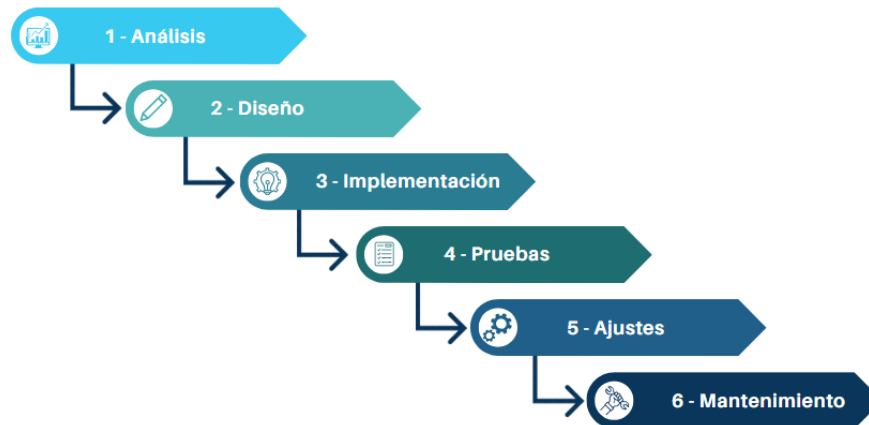 1 - Análisis
2 - Diseño
3 - Implementación
4 - Pruebas
5 - Ajustes
6 - Mantenimiento